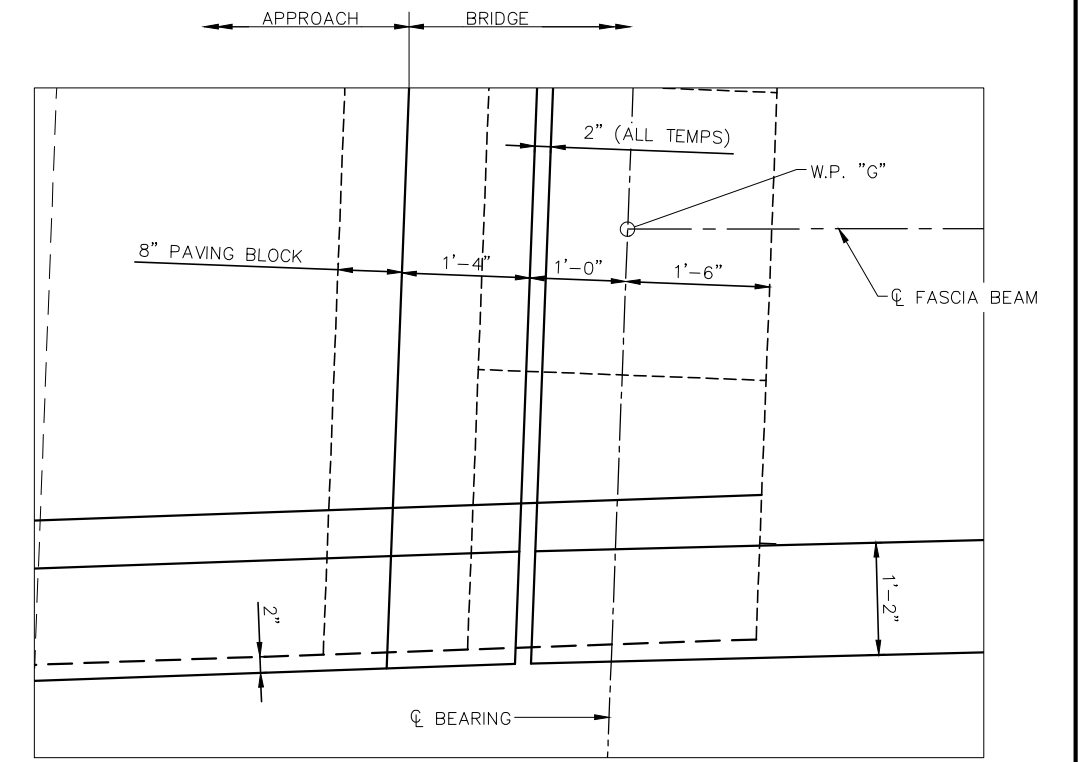 APPROACH
BRIDGE
2" (ALL TEMPS)
W.P. "G"
8" PAVING BLOCK
1'-4"
1'-0"
1'-6"
℄ FASCIA BEAM
2"
1'-2"
℄ BEARING